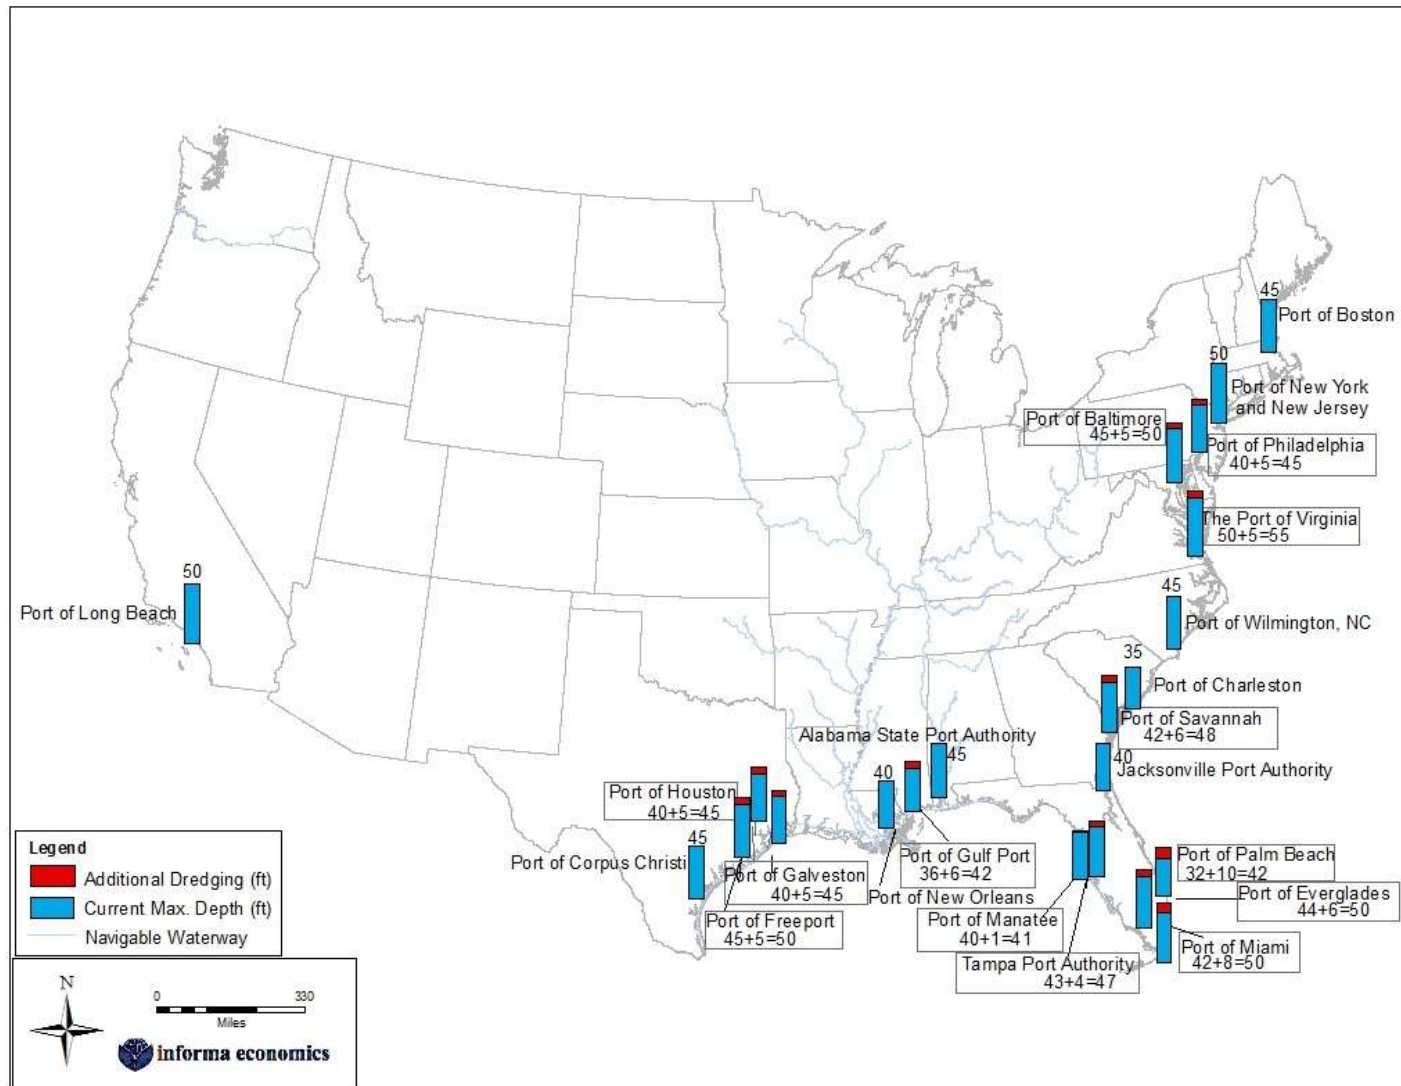 45
Port of Boston
50
Port of New York
and New Jersey
Port of Baltimore
45+5=50
Port of Philadelphia
40+5=45
The Port of Virginia
50+5=55
50
Port of Long Beach
45
Port of Wilmington, NC
35
Port of Charleston
Port of Savannah
42+6=48
Alabama State Port Authority
45
40
Jacksonville Port Authority
40
Port of Houston
40+5=45
45
Port of Corpus Christi
Port of Galveston
40+5=45
Port of Freeport
45+5=50
Port of Gulf Port
36+6=42
Port of New Orleans
Port of Manatee
40+1=41
Tampa Port Authority
43+4=47
Port of Palm Beach
32+10=42
Port of Everglades
44+6=50
Port of Miami
42+8=50
Legend
Additional Dredging (ft)
Current Max. Depth (ft)
Navigable Waterway
N
0 330
Miles
informa economics